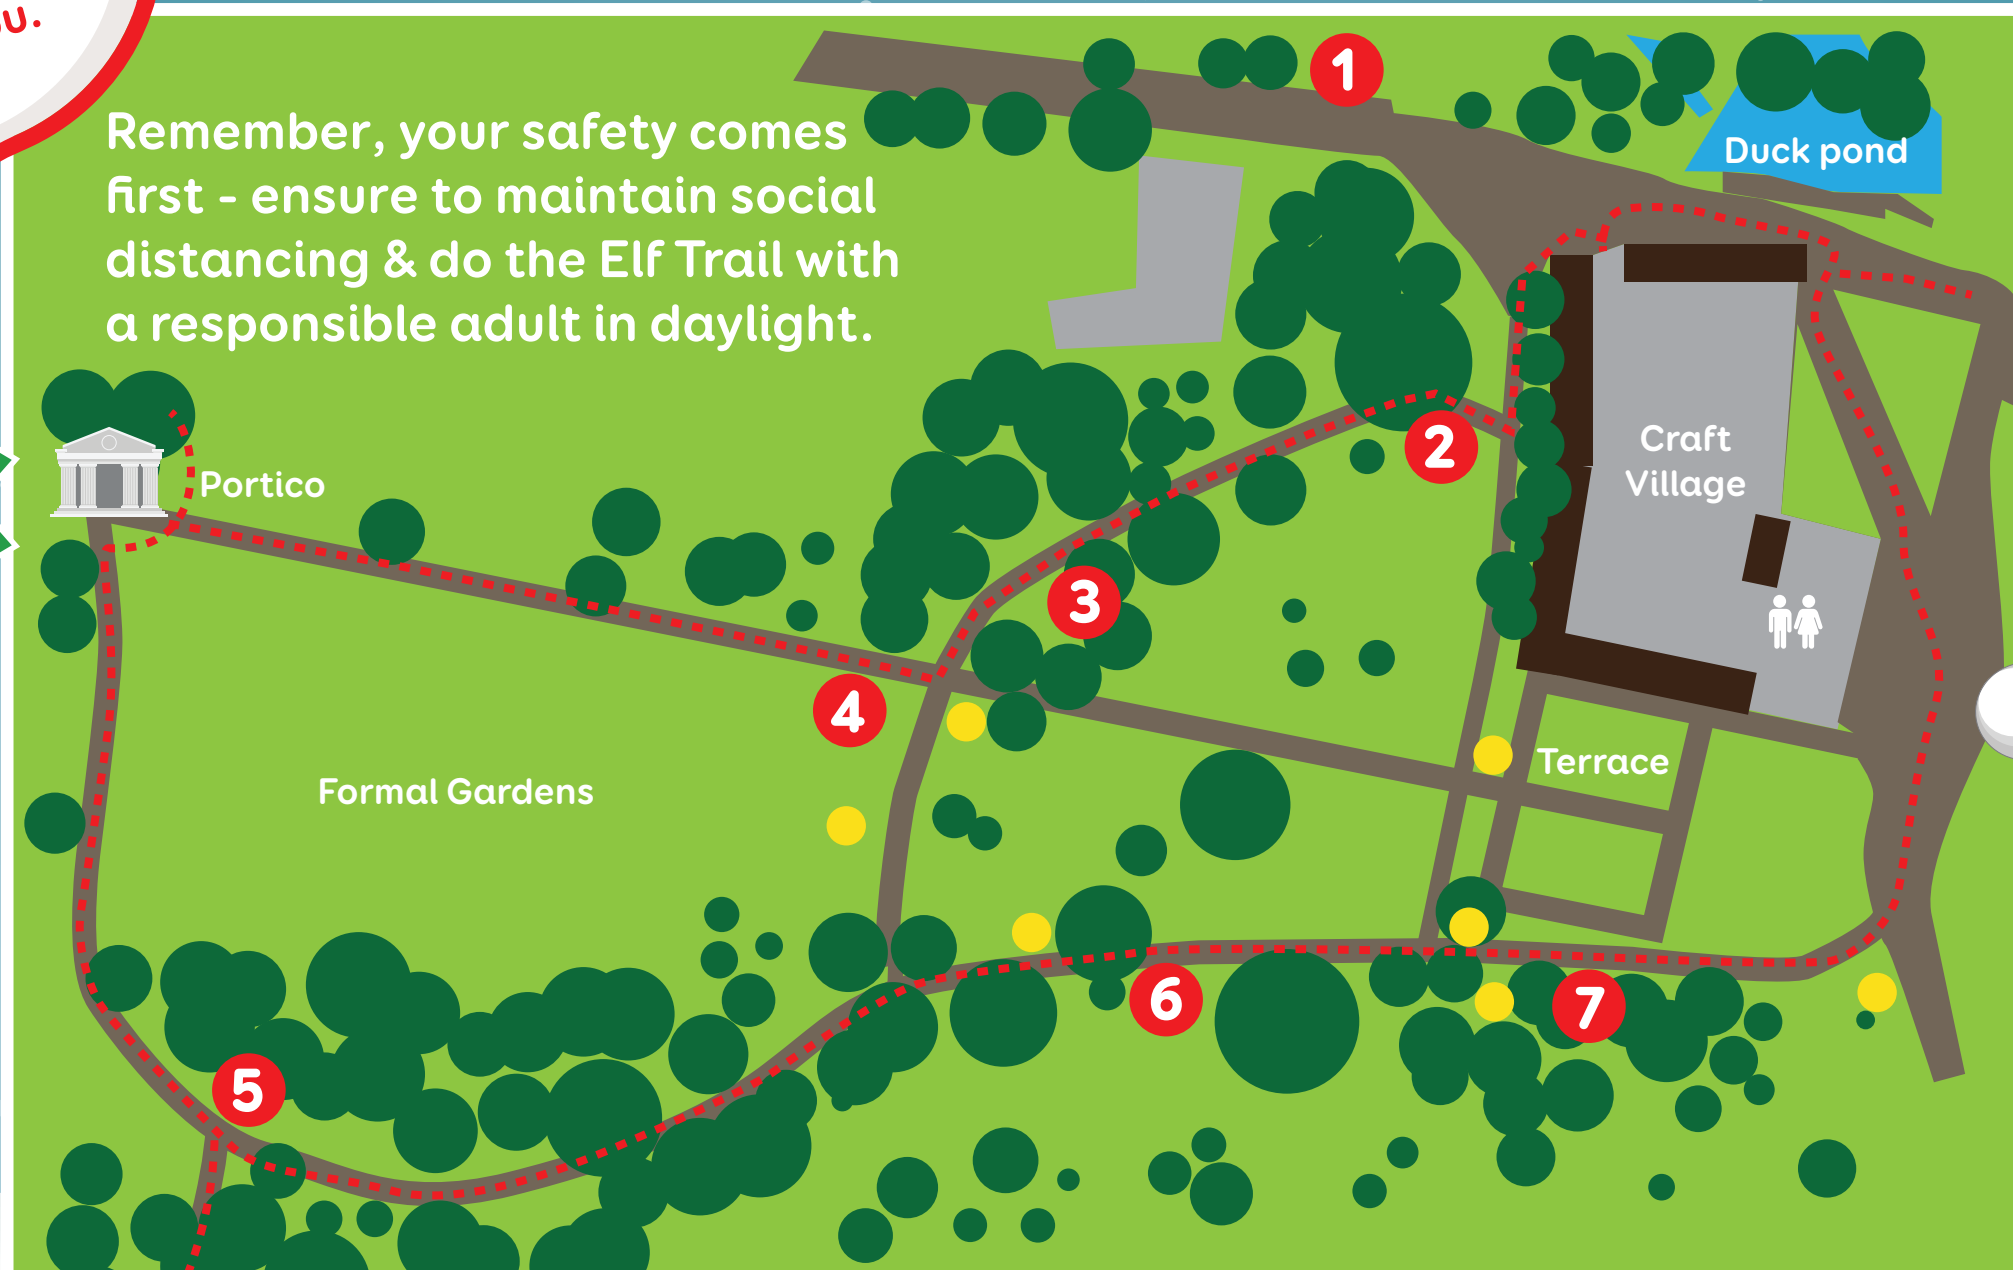 Remember, your safety comes
first - ensure to maintain social
distancing & do the Elf Trail with
a responsible adult in daylight.
1
Duck pond
2
Craft
Village
Portico
3
4
Terrace
Formal Gardens
6
7
5